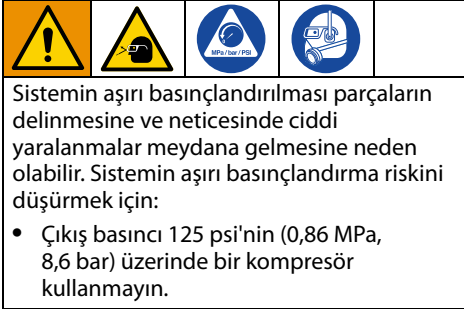 MPa / bar / PSI
Sistemin aşırı basınçlandırılması parçaların
delinmesine ve neticesinde ciddi
yaralanmalar meydana gelmesine neden
olabilir. Sistemin aşırı basınçlandırma riskini
düşürmek için:
• Çıkış basıncı 125 psi'nin (0,86 MPa,
8,6 bar) üzerinde bir kompresör
kullanmayın.